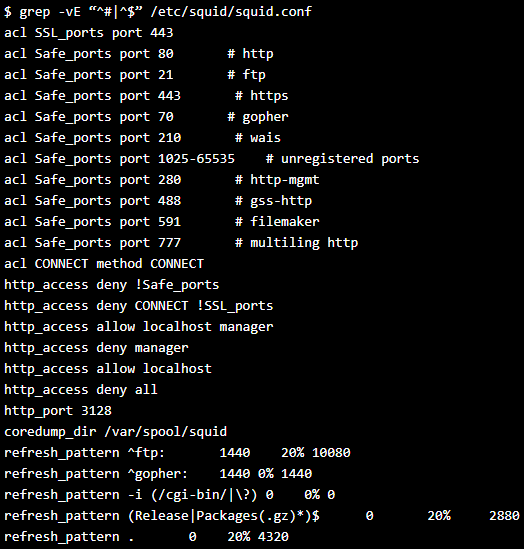 $ grep -vE “^#|^$” /etc/squid/squid.conf
acl SSL_ports port 443
acl Safe_ports port 80       # http
acl Safe_ports port 21       # ftp
acl Safe_ports port 443       # https
acl Safe_ports port 70       # gopher
acl Safe_ports port 210       # wais
acl Safe_ports port 1025-65535    # unregistered ports
acl Safe_ports port 280       # http-mgmt
acl Safe_ports port 488       # gss-http
acl Safe_ports port 591       # filemaker
acl Safe_ports port 777       # multiling http
acl CONNECT method CONNECT
http_access deny !Safe_ports
http_access deny CONNECT !SSL_ports
http_access allow localhost manager
http_access deny manager
http_access allow localhost
http_access deny all
http_port 3128
coredump_dir /var/spool/squid
refresh_pattern ^ftp:       1440    20% 10080
refresh_pattern ^gopher:    1440 0% 1440
refresh_pattern -i (/cgi-bin/|\?) 0    0% 0
refresh_pattern (Release|Packages(.gz)*)$      0       20%     2880
refresh_pattern .       0    20% 4320